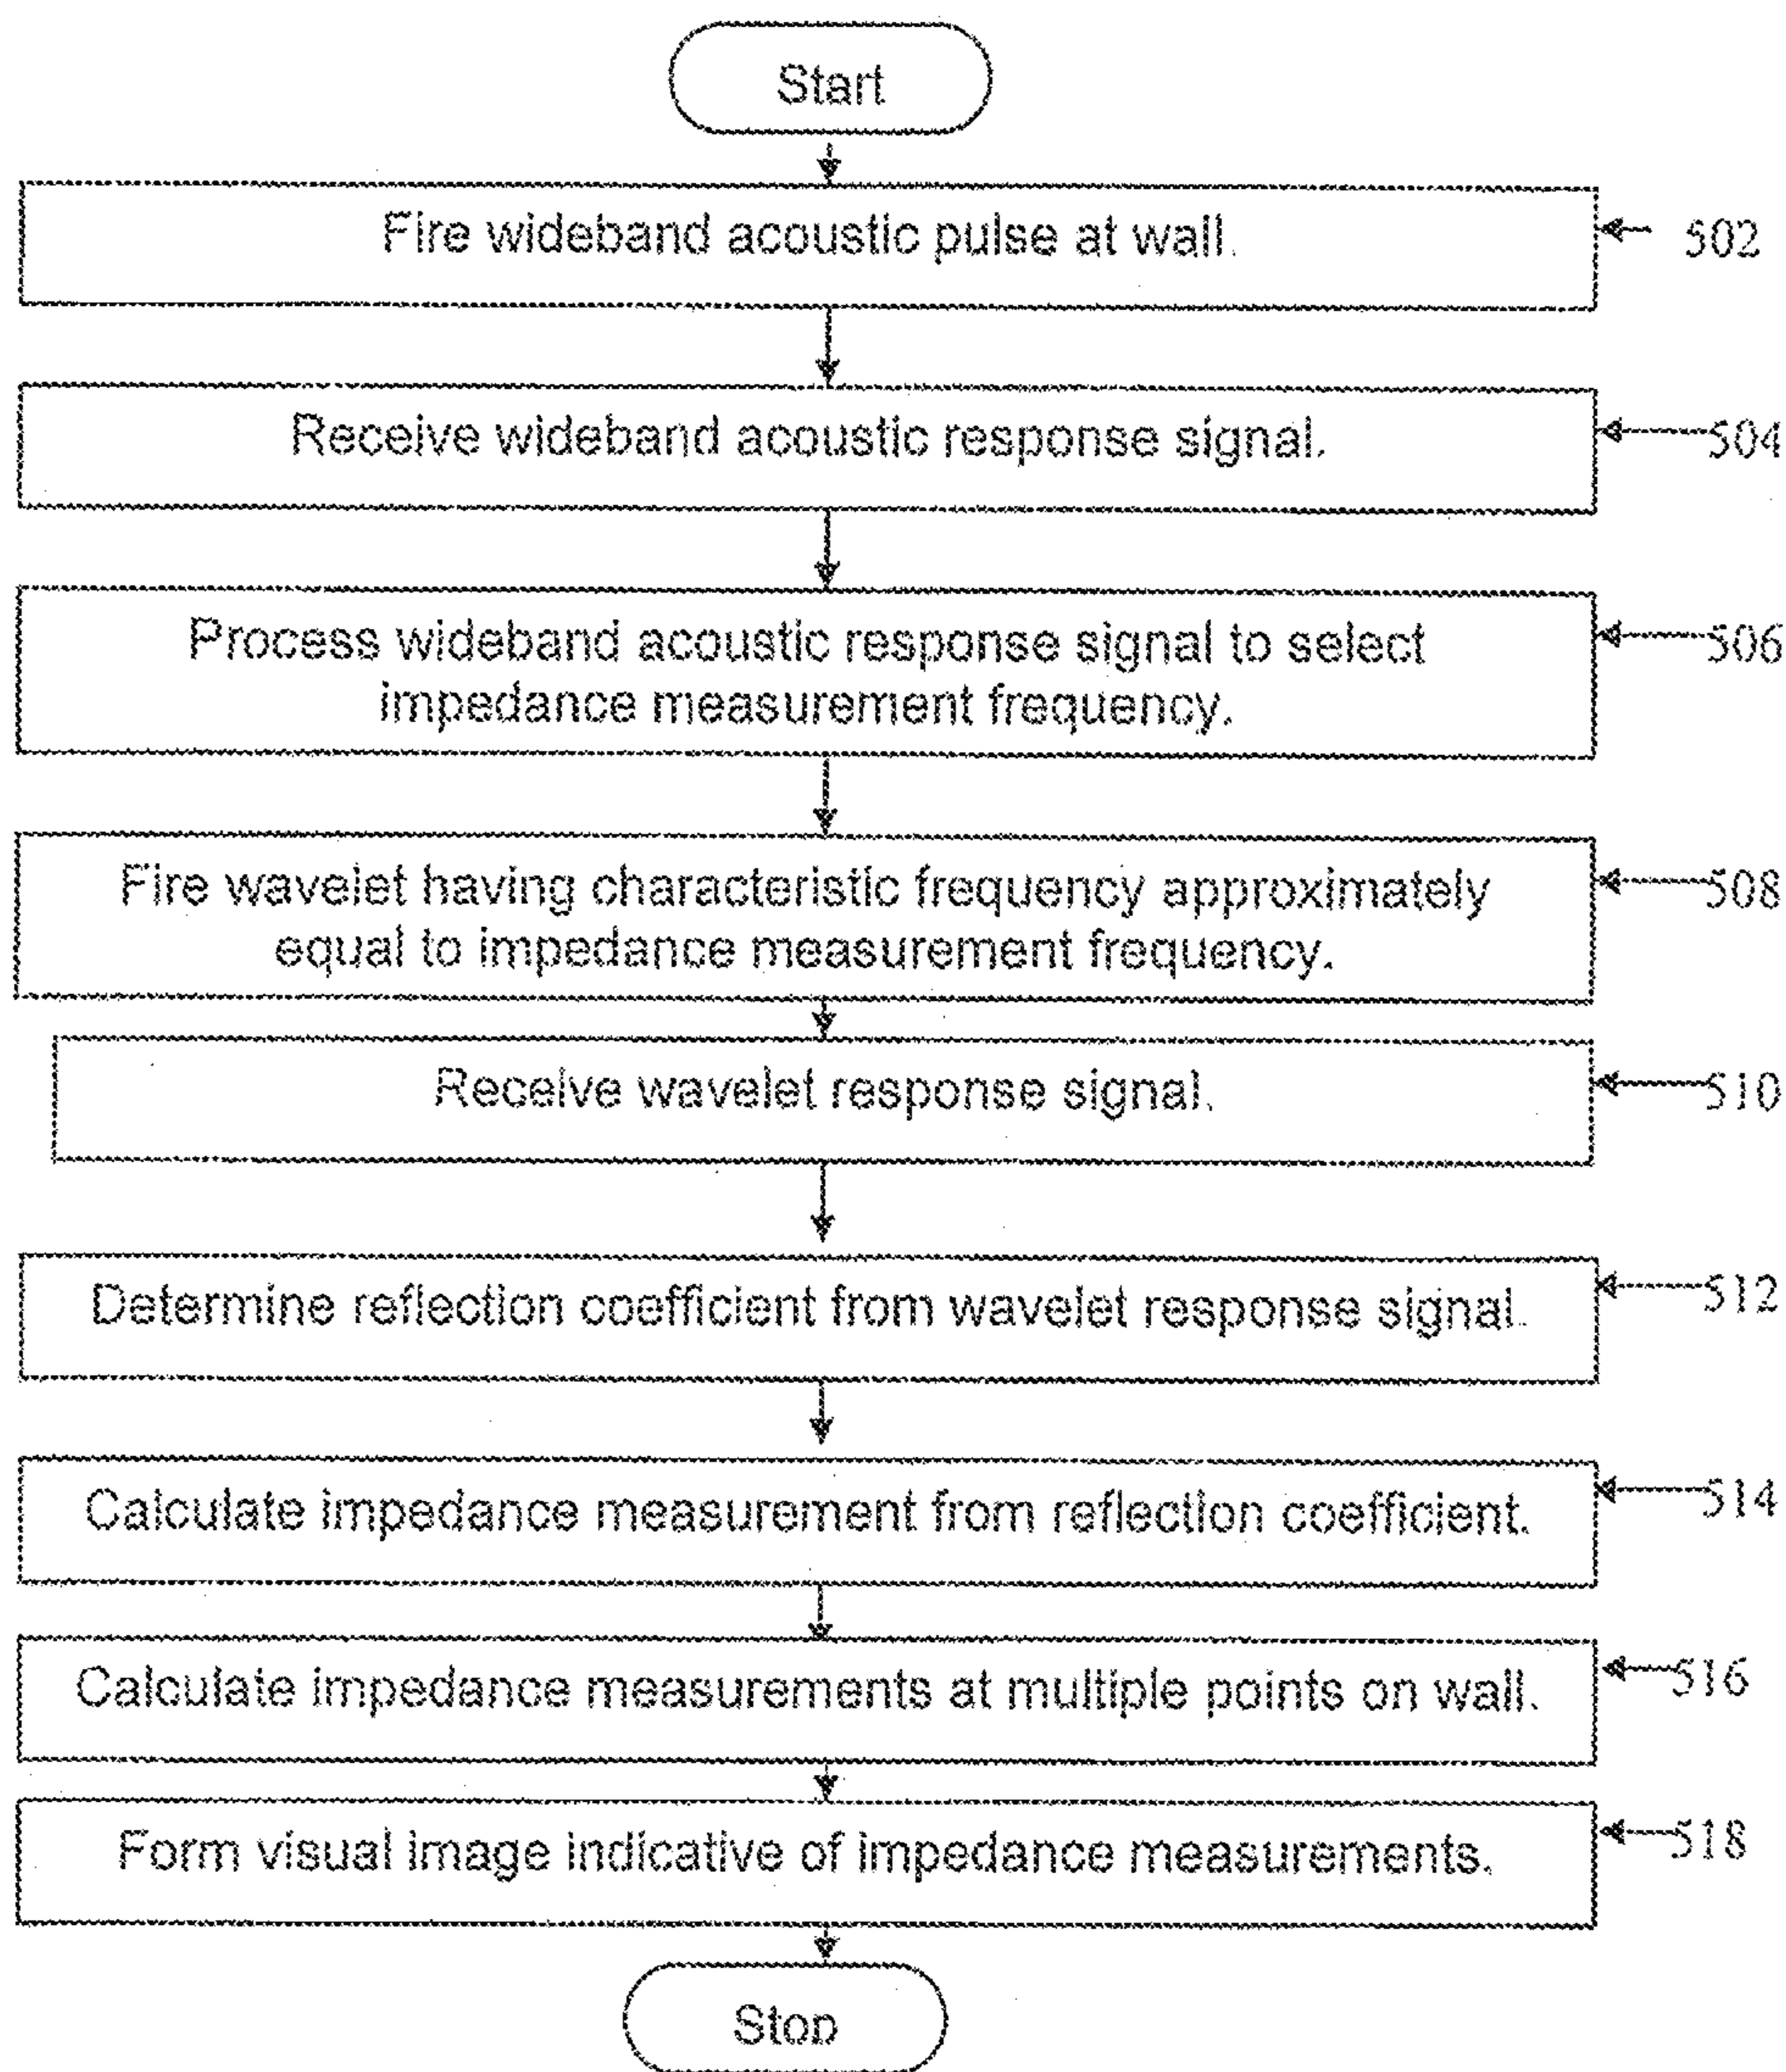 Start
Fire wideband acoustic pulse at wall.
502
Receive wideband acoustic response signal.
504
Process wideband acoustic response signal to select
impedance measurement frequency.
506
Fire wavelet having characteristic frequency approximately
equal to impedance measurement frequency.
508
Receive wavelet response signal.
510
Determine reflection coefficient from wavelet response signal.
512
Calculate impedance measurement from reflection coefficient.
514
Calculate impedance measurements at multiple points on wall.
516
Form visual image indicative of impedance measurements.
518
Stop